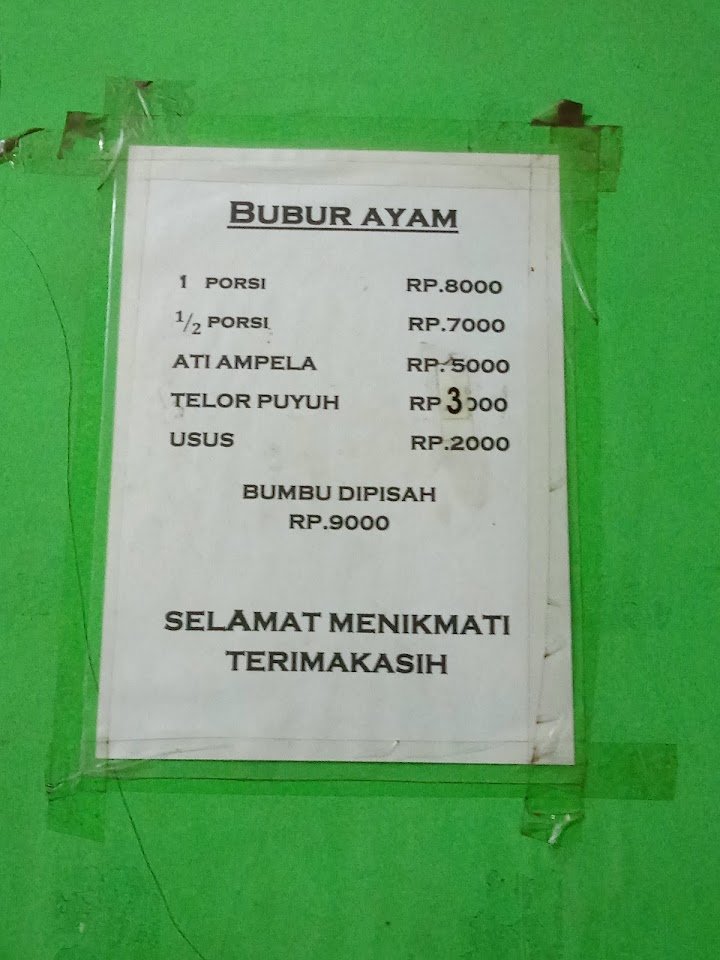 BUBUR AYAM
1 PORSI RP.8000
1/2 PORSI RP.7000
ATI AMPELA RP.5000
TELOR PUYUH RP 3000
USUS RP.2000
BUMBU DIPISAH
RP.9000
SELAMAT MENIKMATI
TERIMAKASIH